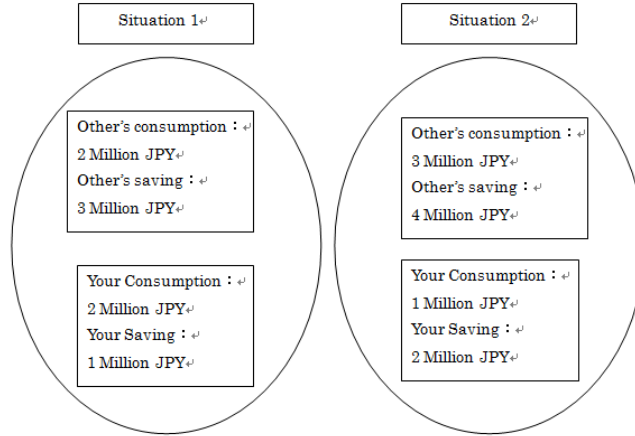 Situation 1↵
Situation 2↵
Other's consumption：↵
2 Million JPY↵
Other's saving：↵
3 Million JPY↵
Other's consumption：↵
3 Million JPY↵
Other's saving：↵
4 Million JPY↵
Your Consumption：↵
2 Million JPY↵
Your Saving：↵
1 Million JPY↵
Your Consumption：↵
1 Million JPY↵
Your Saving：↵
2 Million JPY↵